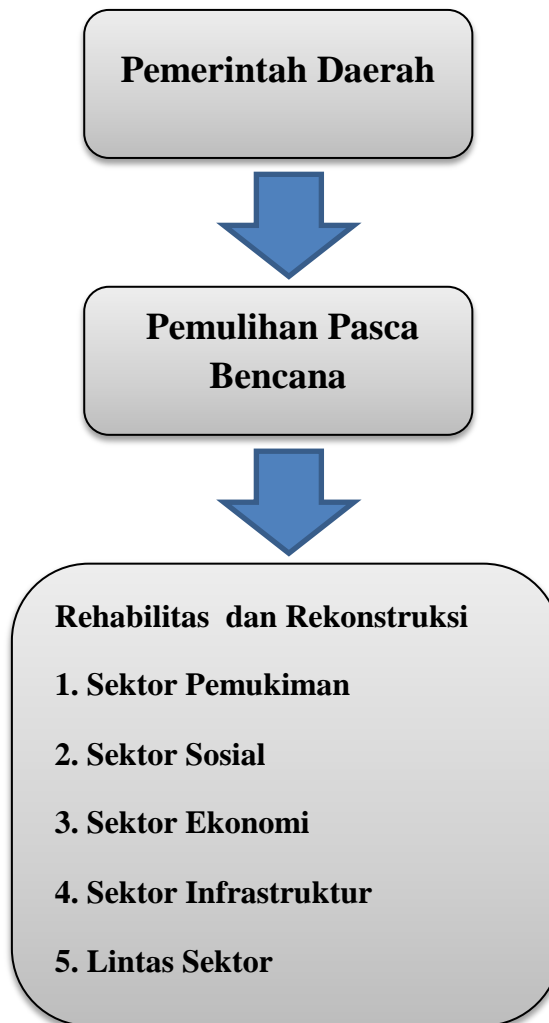 Pemerintah Daerah
Pemulihan Pasca
Bencana
Rehabilitas dan Rekonstruksi
1. Sektor Pemukiman
2. Sektor Sosial
3. Sektor Ekonomi
4. Sektor Infrastruktur
5. Lintas Sektor